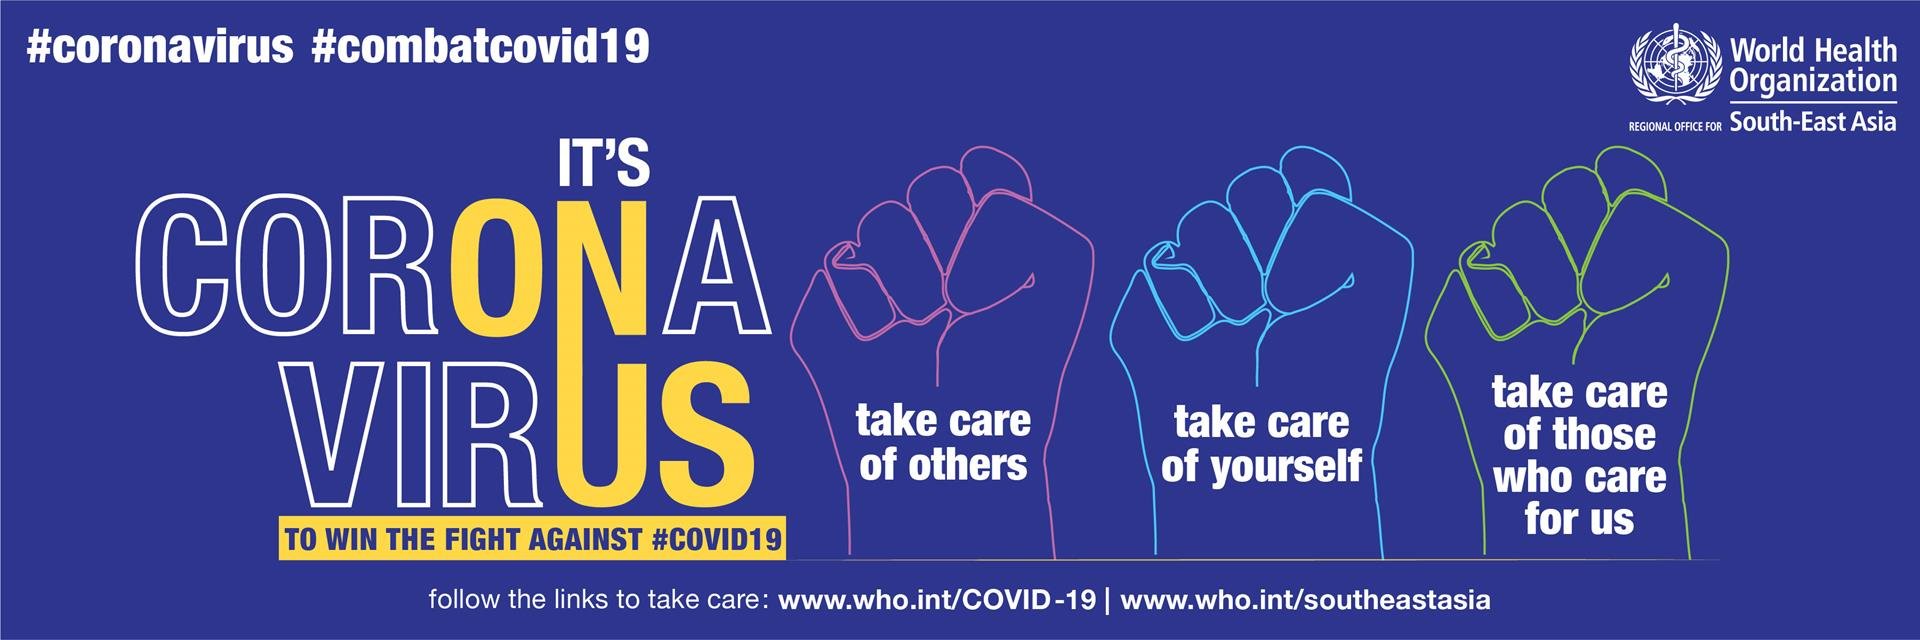 #coronavirus #combatcovid19
World Health
Organization
REGIONAL OFFICE FOR South-East Asia
IT'S
CORONA
VIRUS
TO WIN THE FIGHT AGAINST #COVID19
take care
of others
take care
of yourself
take care
of those
who care
for us
follow the links to take care: www.who.int/COVID-19 | www.who.int/southeastasia